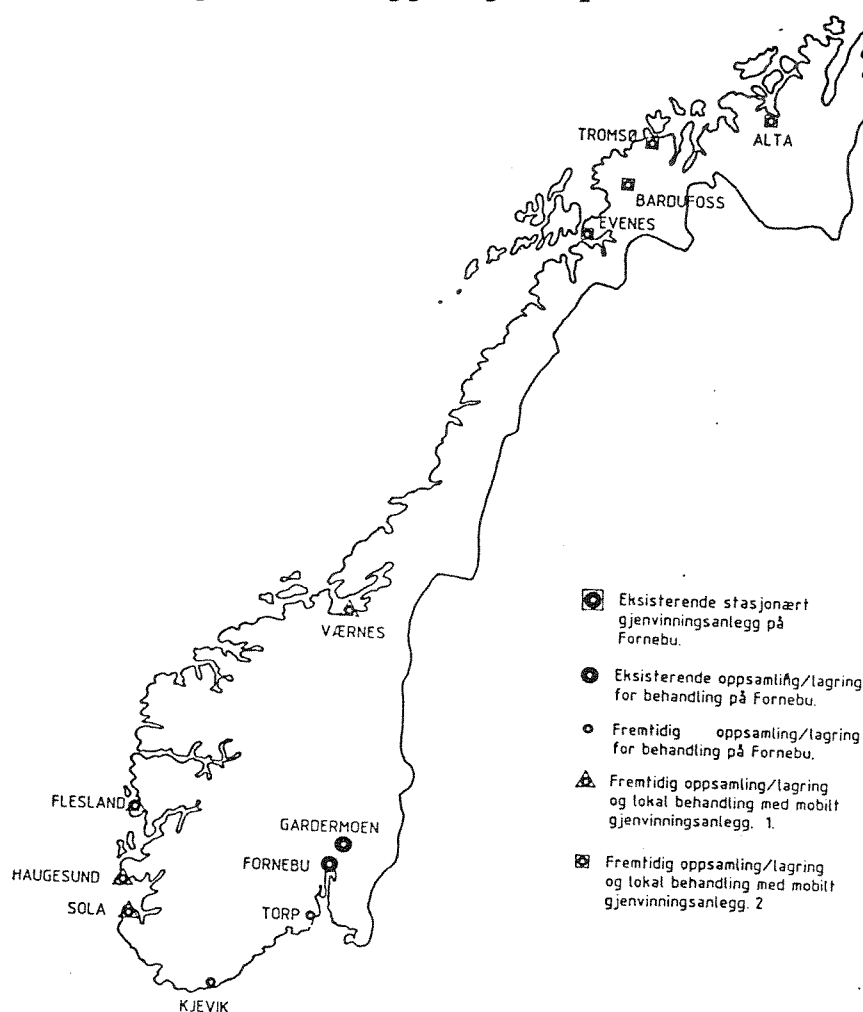 TROMSØ
ALTA
BARDUFOSS
EVENES
VÆRNES
FLESLAND
GARDERMOEN
HAUGESUND
FORNEBU
SOLA
TORP
KJEVIK
Eksisterende stasjonært
gjenvinningsanlegg på
Fornebu.
Eksisterende oppsamling/lagring
for behandling på Fornebu.
Fremtidig oppsamling/lagring
for behandling på Fornebu.
Fremtidig oppsamling/lagring
og lokal behandling med mobilt
gjenvinningsanlegg. 1.
Fremtidig oppsamling/lagring
og lokal behandling med mobilt
gjenvinningsanlegg. 2